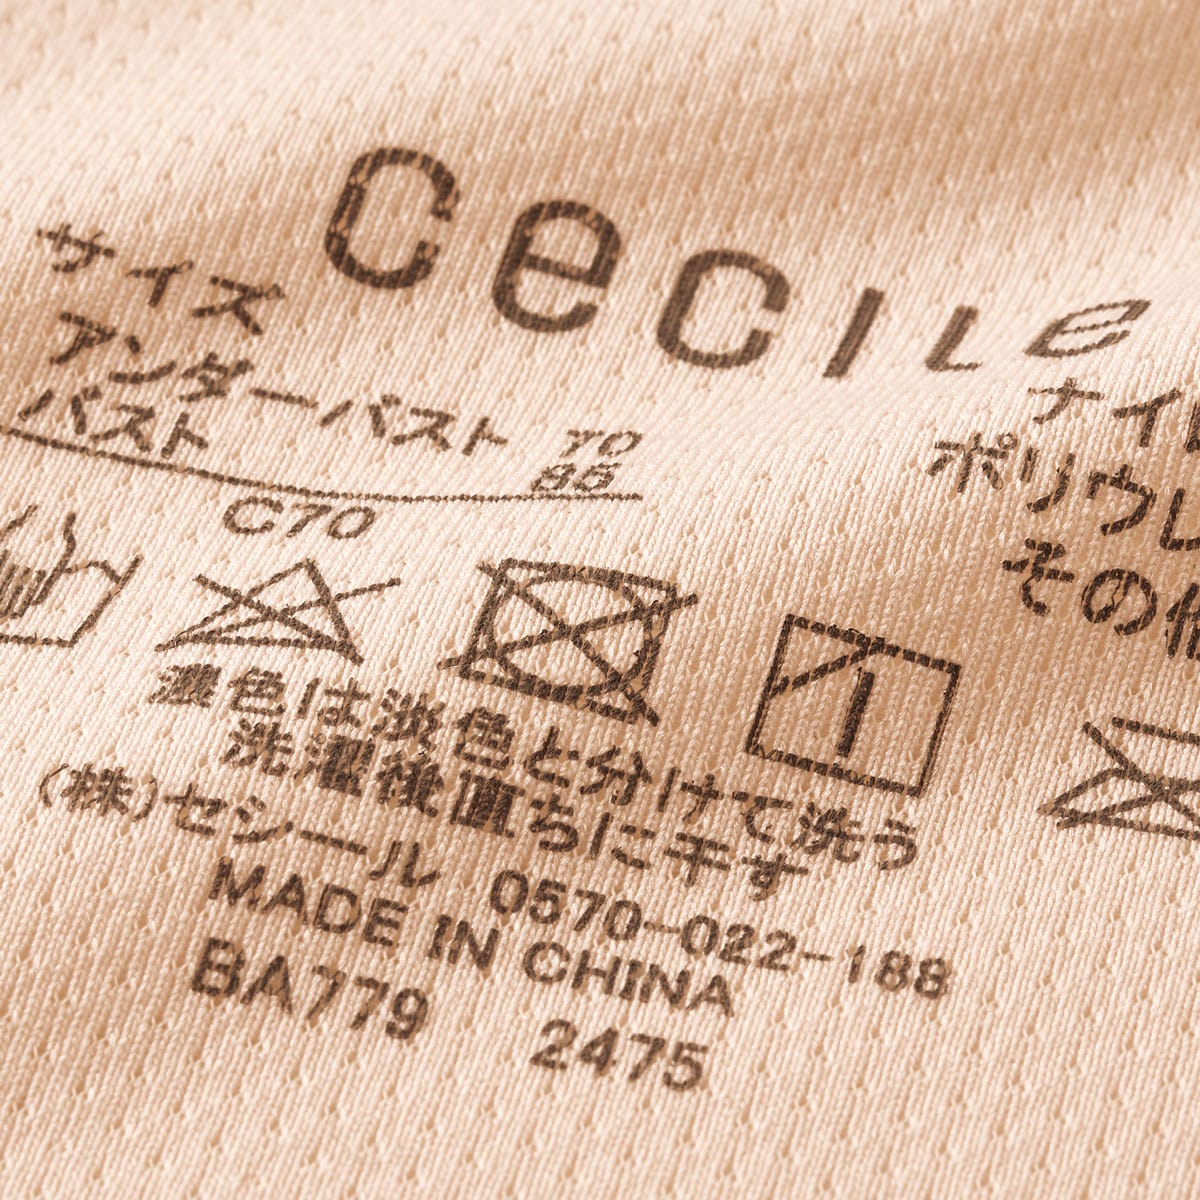 CeCILe
サイズ
アンダーバスト 70
バスト 85
C70
ナイ
ポリウレ
その他
濃色は淡色と分けて洗う
洗濯後直ちに干す
(株)セシール 0570-022-188
MADE IN CHINA
BA779 2475